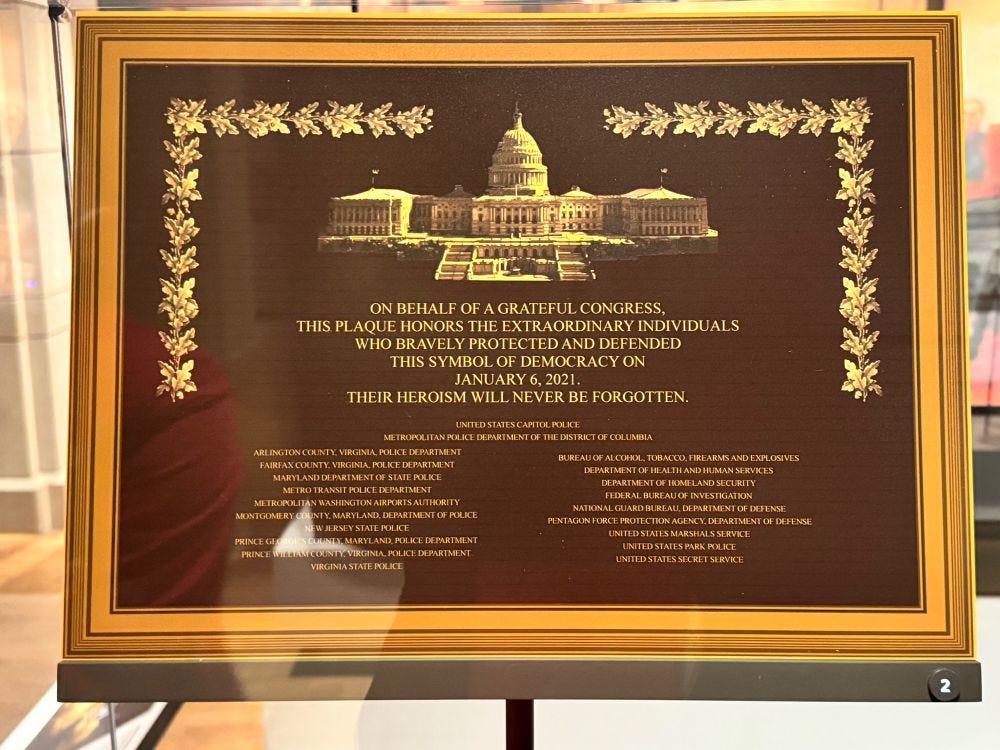 ON BEHALF OF A GRATEFUL CONGRESS,
THIS PLAQUE HONORS THE EXTRAORDINARY INDIVIDUALS
WHO BRAVELY PROTECTED AND DEFENDED
THIS SYMBOL OF DEMOCRACY ON
JANUARY 6, 2021.
THEIR HEROISM WILL NEVER BE FORGOTTEN.
UNITED STATES CAPITOL POLICE
METROPOLITAN POLICE DEPARTMENT OF THE DISTRICT OF COLUMBIA
ARLINGTON COUNTY, VIRGINIA, POLICE DEPARTMENT
FAIRFAX COUNTY, VIRGINIA, POLICE DEPARTMENT
MARYLAND DEPARTMENT OF STATE POLICE
METRO TRANSIT POLICE DEPARTMENT
METROPOLITAN WASHINGTON AIRPORTS AUTHORITY
MONTGOMERY COUNTY, MARYLAND, DEPARTMENT OF POLICE
NEW JERSEY STATE POLICE
PRINCE GEORGE'S COUNTY, MARYLAND, POLICE DEPARTMENT
PRINCE WILLIAM COUNTY, VIRGINIA, POLICE DEPARTMENT
VIRGINIA STATE POLICE
BUREAU OF ALCOHOL, TOBACCO, FIREARMS AND EXPLOSIVES
DEPARTMENT OF HEALTH AND HUMAN SERVICES
DEPARTMENT OF HOMELAND SECURITY
FEDERAL BUREAU OF INVESTIGATION
NATIONAL GUARD BUREAU, DEPARTMENT OF DEFENSE
PENTAGON FORCE PROTECTION AGENCY, DEPARTMENT OF DEFENSE
UNITED STATES MARSHALS SERVICE
UNITED STATES PARK POLICE
UNITED STATES SECRET SERVICE
2